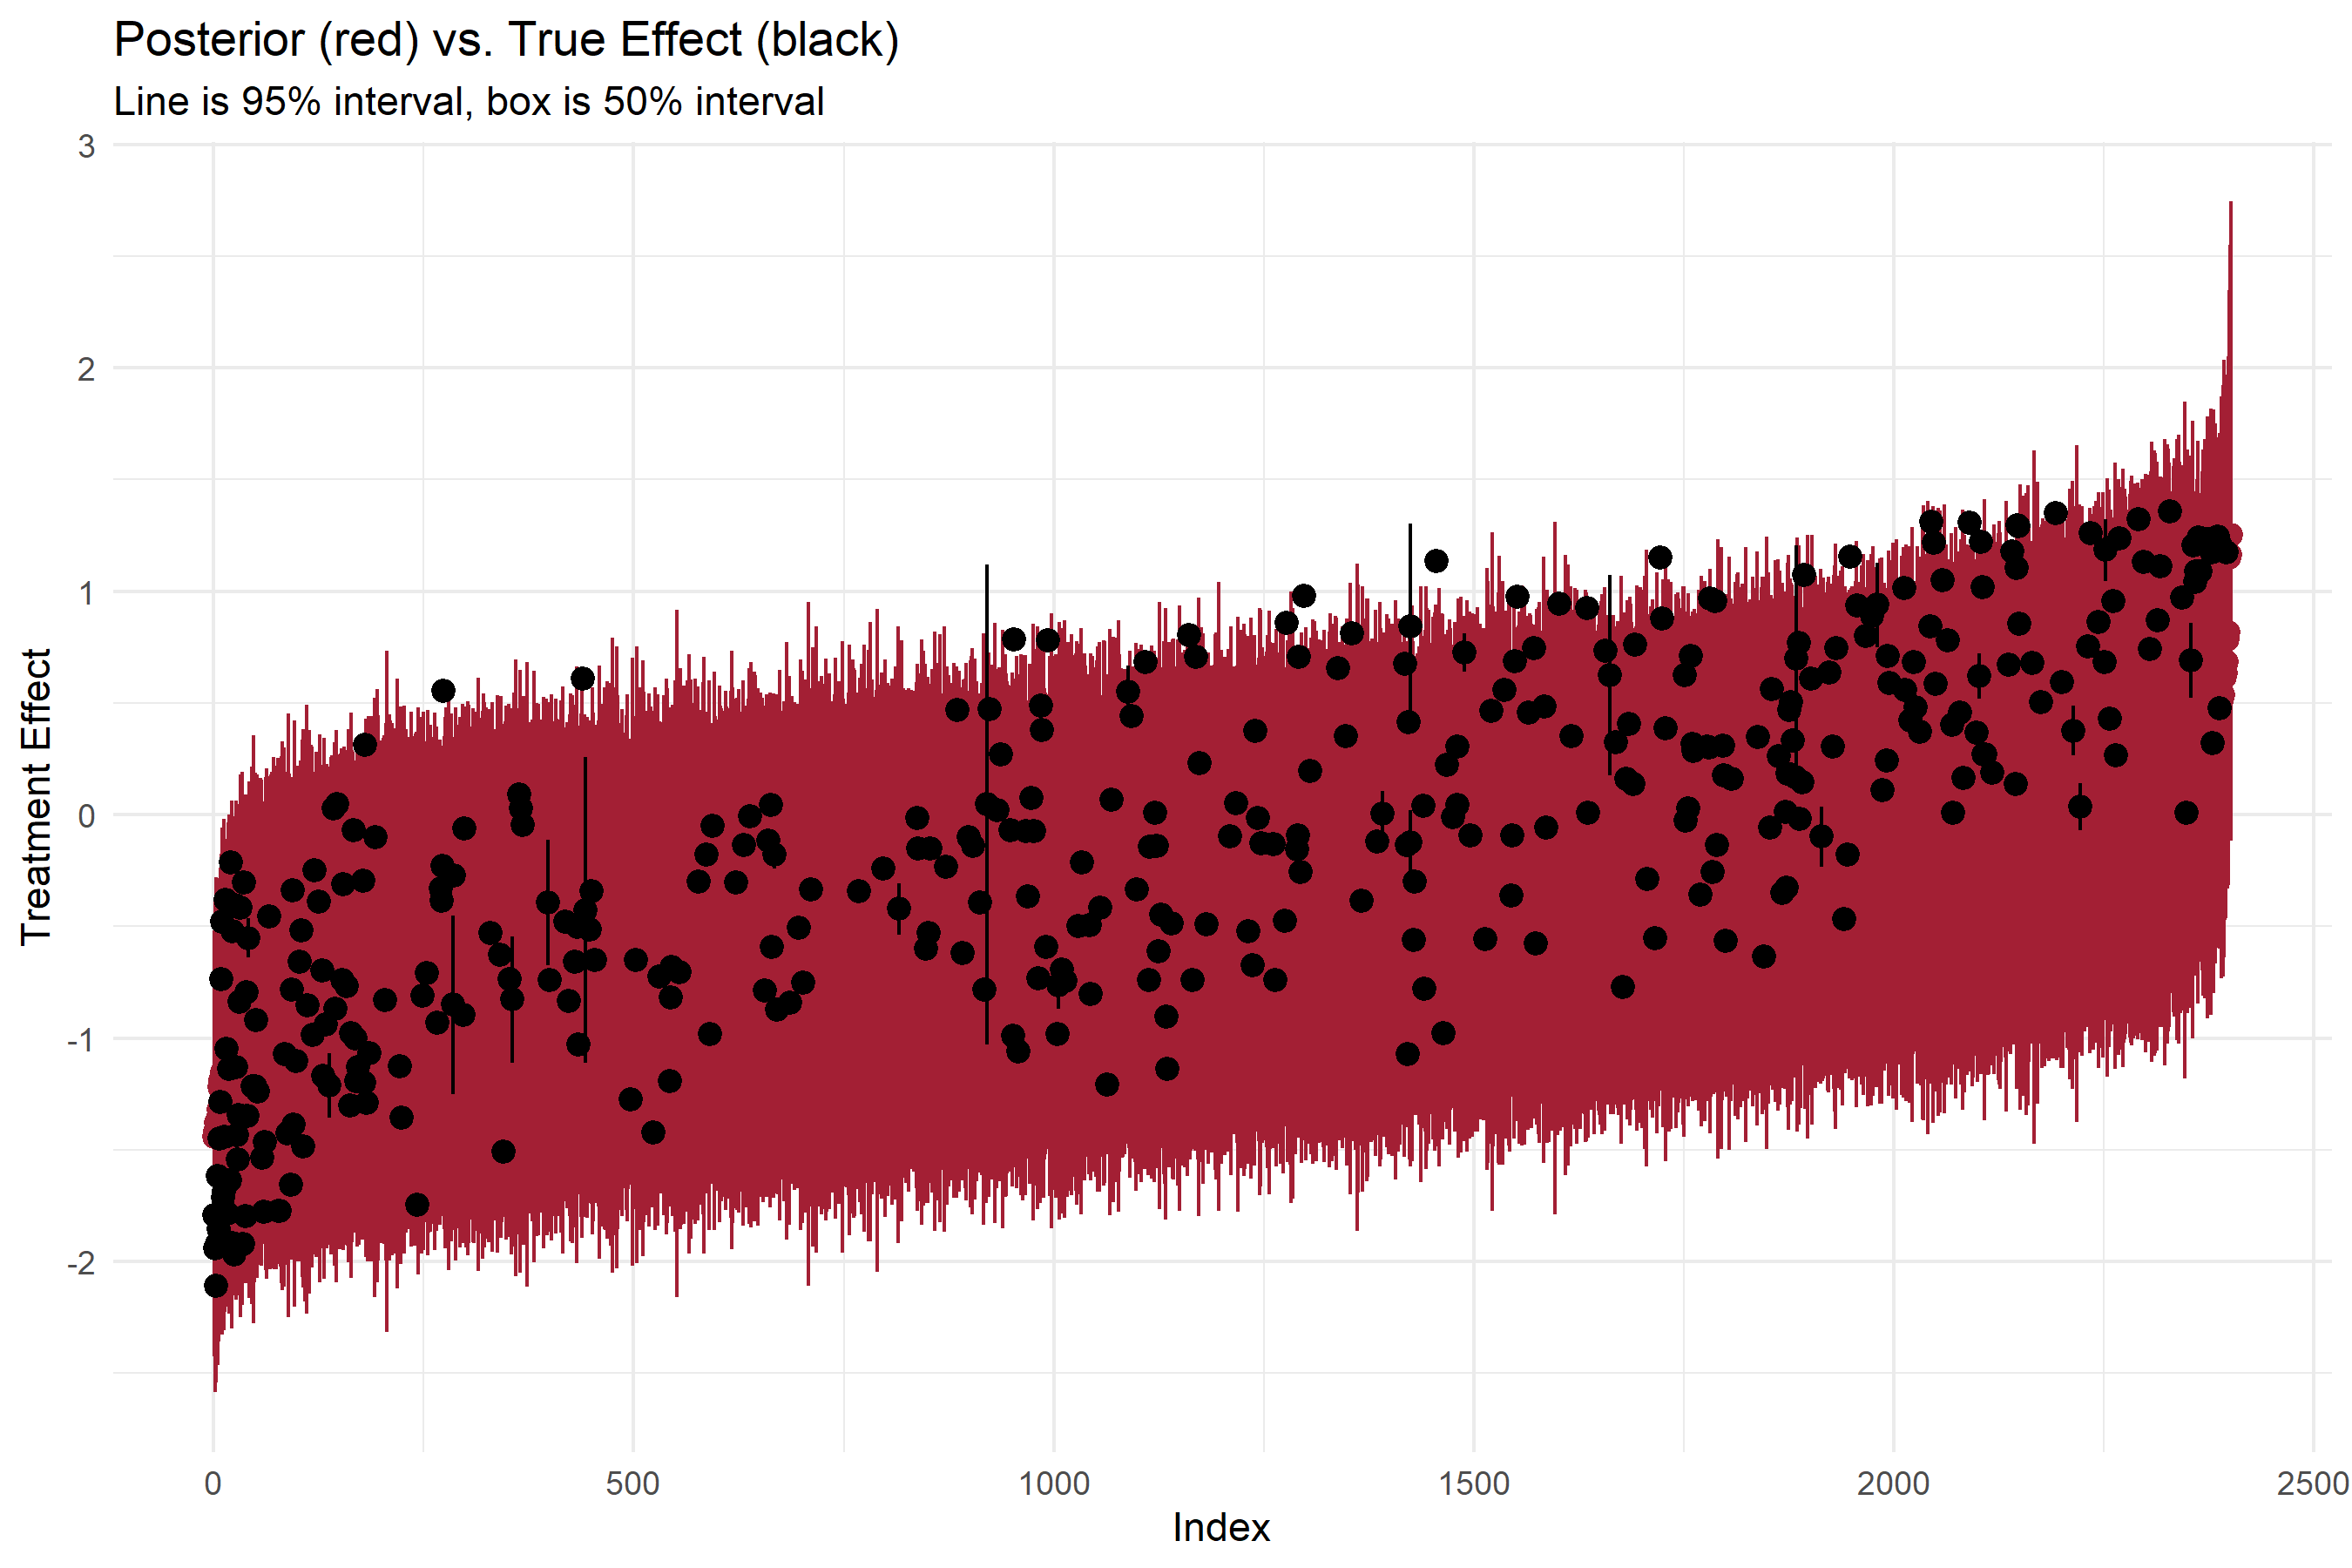 Posterior (red) vs. True Effect (black)
Line is 95% interval, box is 50% interval
3
2
1
0
-1
-2
Treatment Effect
0 500 1000 1500 2000 2500
Index